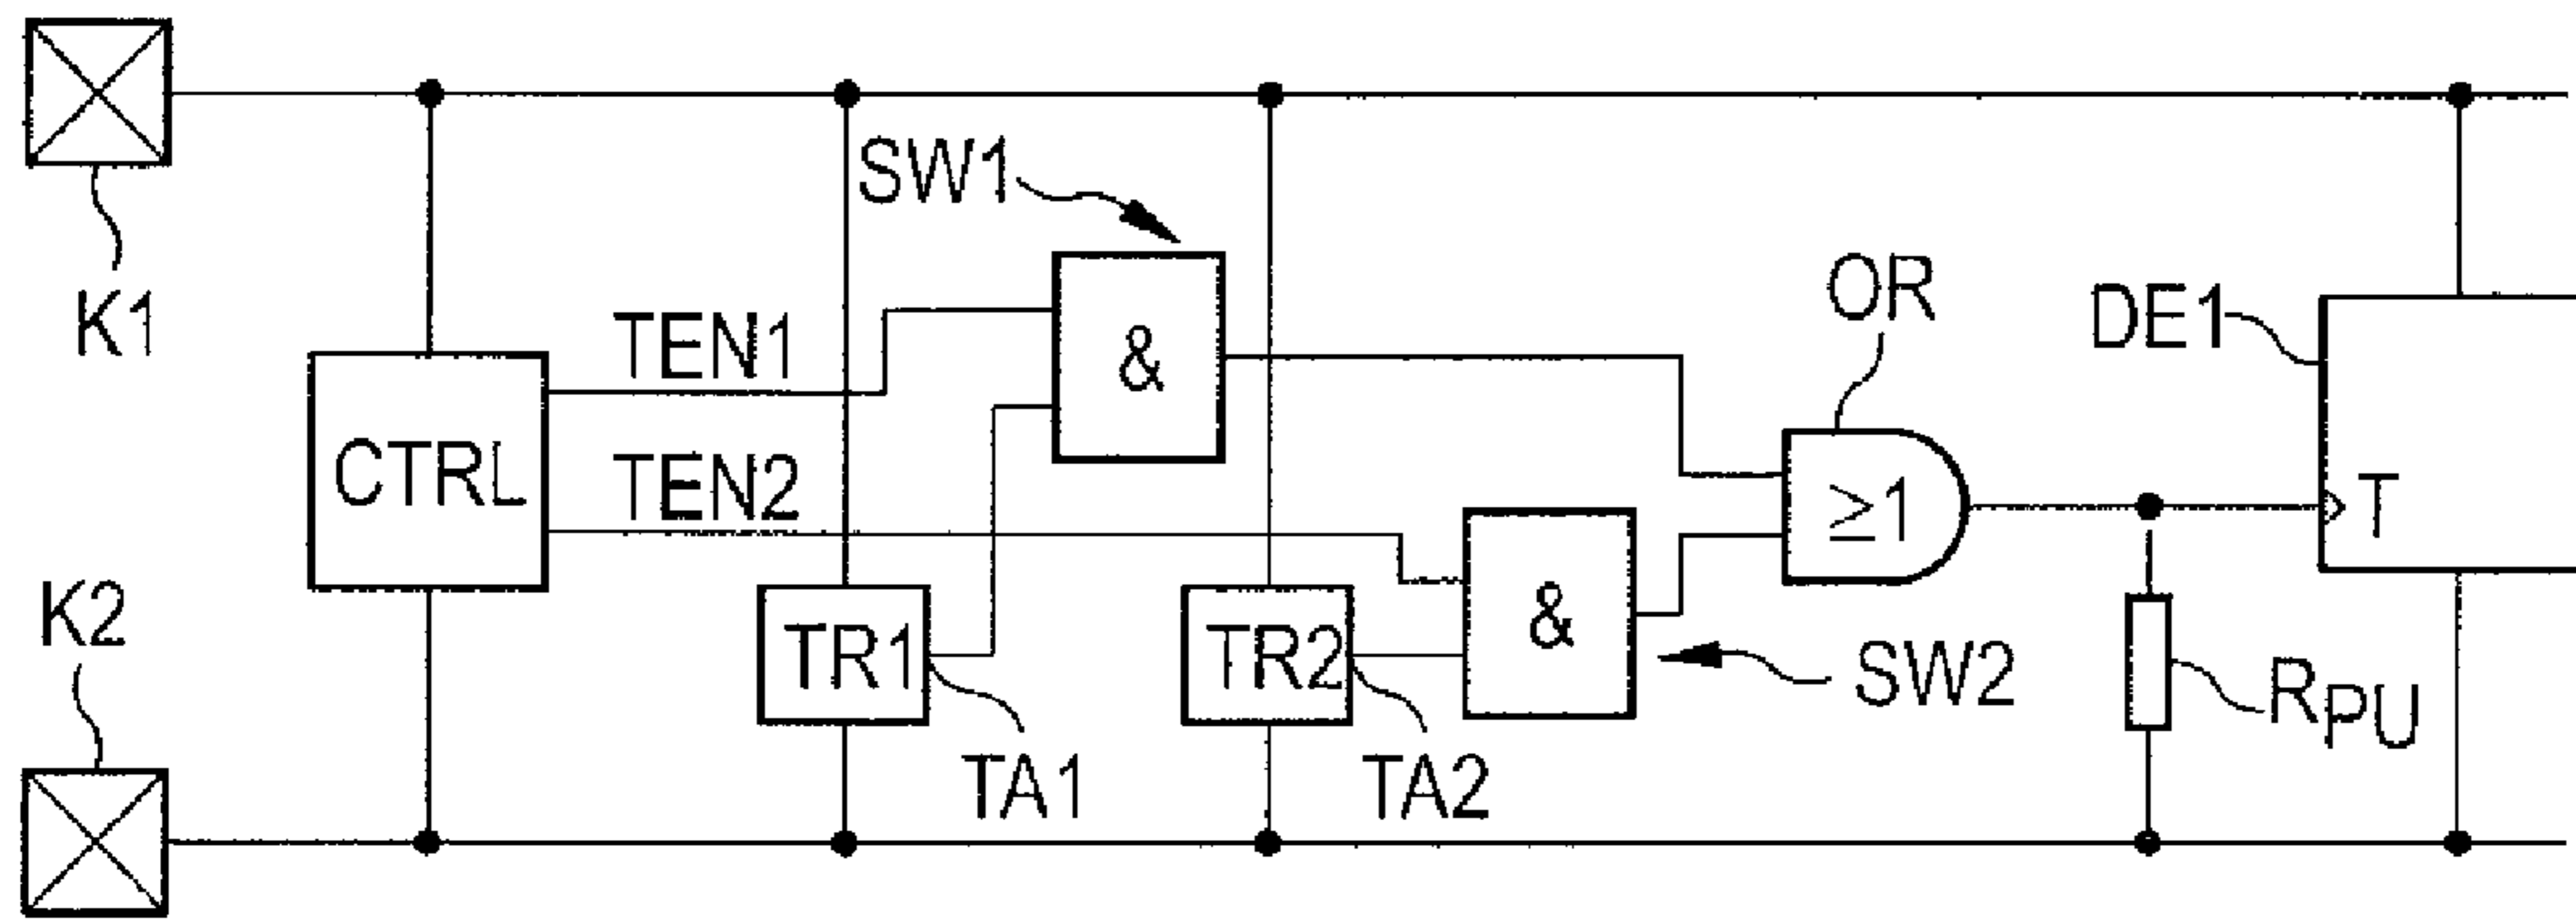 SW1
OR
K1
DE1
TEN1
&
CTRL
TEN2
≥1
T
K2
TR1
TR2
&
SW2
RPU
TA1
TA2